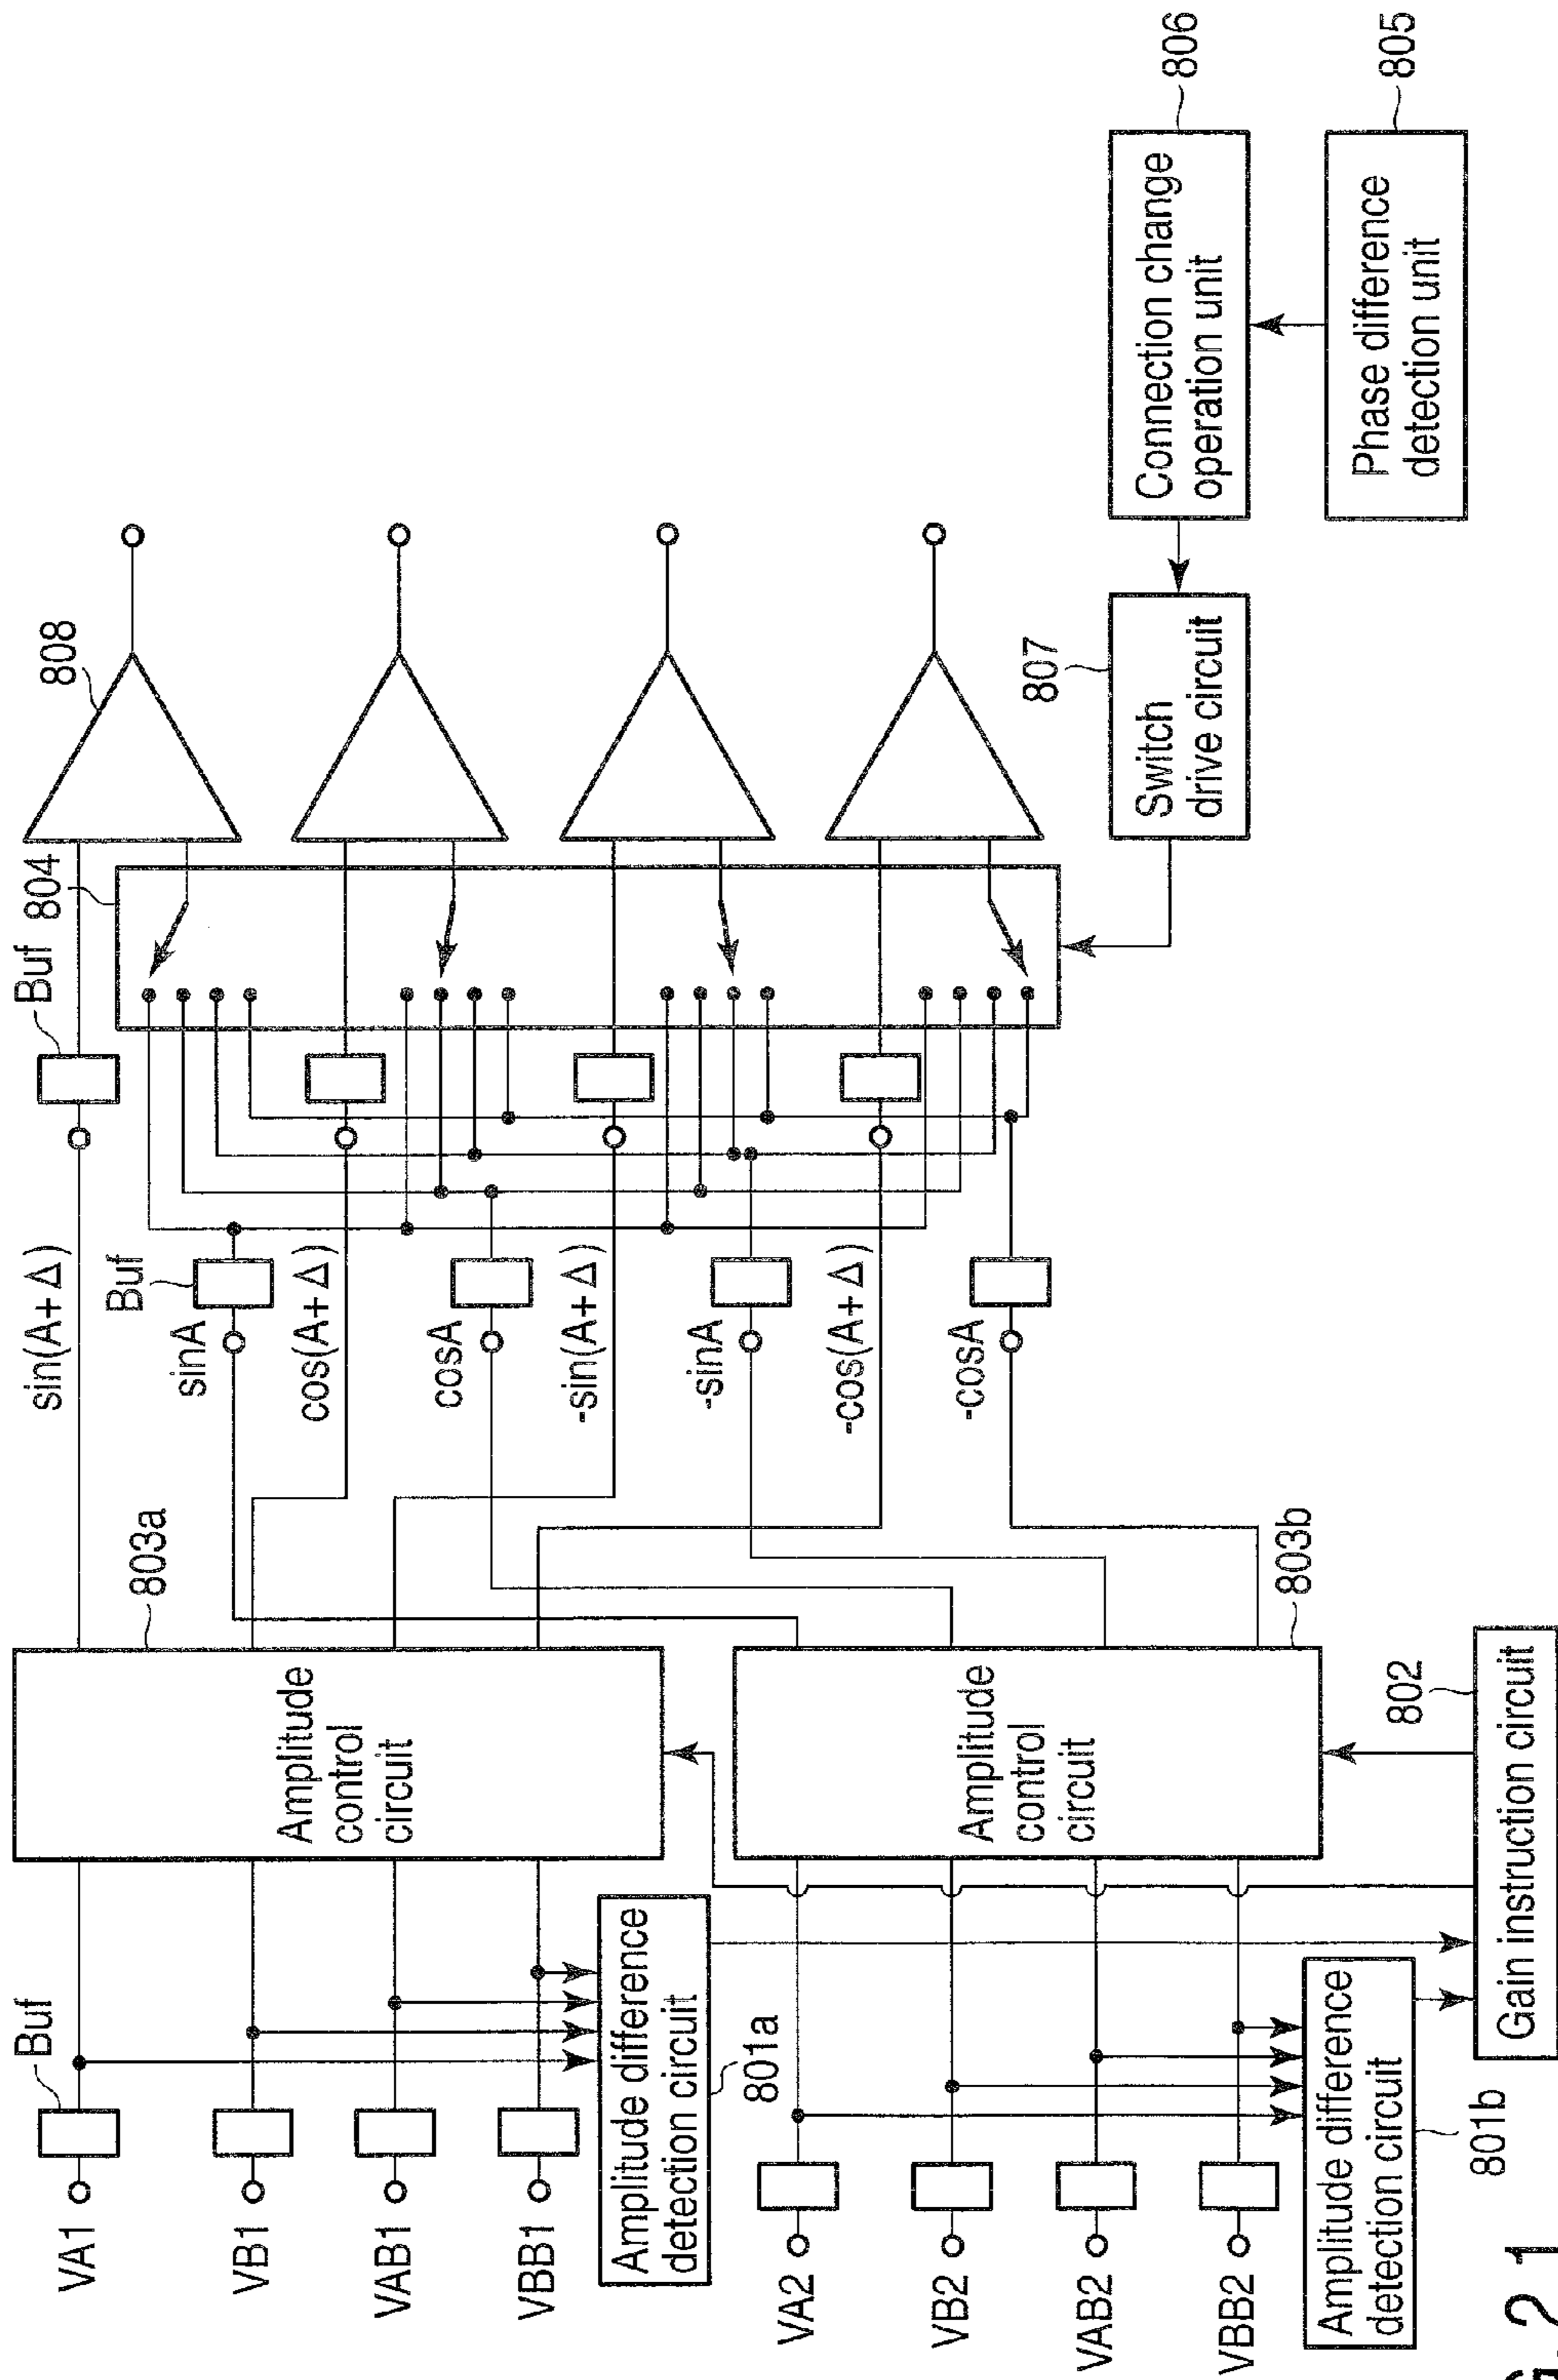 VA1
Buf
VB1
VAB1
VBB1
Amplitude difference
detection circuit
801a
VA2
VB2
VAB2
VBB2
Amplitude difference
detection circuit
801b
Gain instruction circuit
802
Amplitude
control
circuit
803a
Amplitude
control
circuit
803b
sin(A+Δ)
sinA
Buf
cos(A+Δ)
cosA
-sin(A+Δ)
-sinA
-cos(A+Δ)
-cosA
Buf
804
808
Switch
drive circuit
807
Connection change
operation unit
806
Phase difference
detection unit
805
G. 21